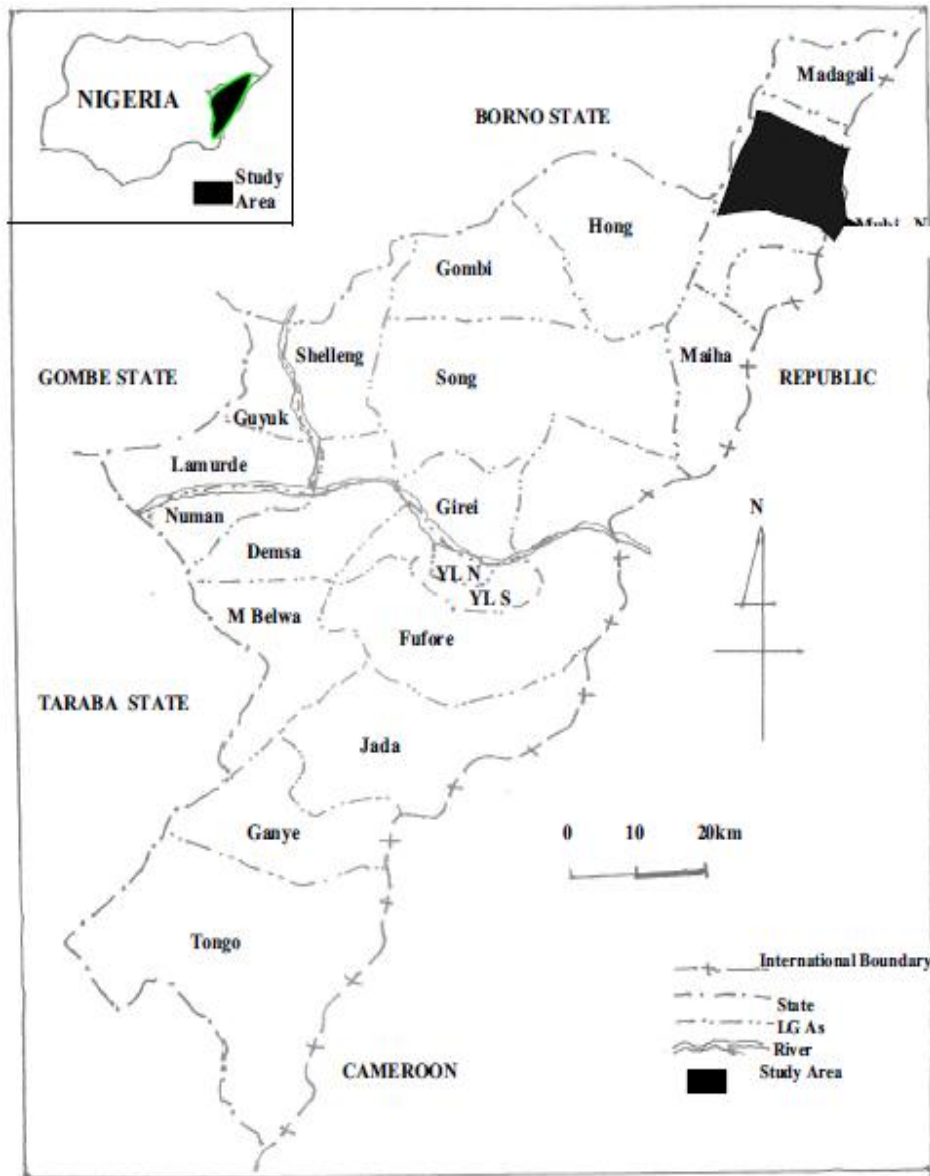 NIGERIA
Study
Area
Madagali
BORNO STATE
Hong
Gombi
Shelleng
Maiha
GOMBE STATE
Song
REPUBLIC
Guyuk
Lamurde
Numan
Girei
N
Demsa
YL N
YL S
M Belwa
Fufore
TARABA STATE
Jada
0 10 20km
Ganye
Tongo
International Boundary
State
LG As
River
CAMEROON
Study Area